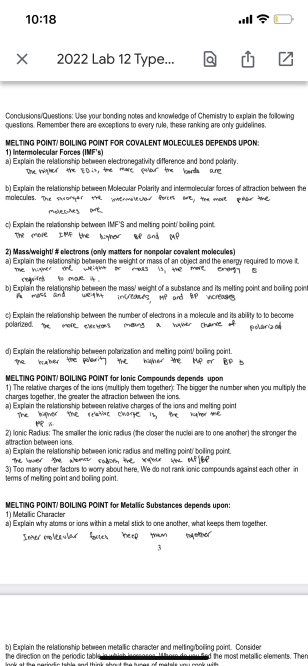 10:18
2022 Lab 12 Type...
Conclusions/Questions: Use your bonding notes and knowledge of Chemistry to explain the following
questions. Remember there are exceptions to every rule, these ranking are only guidelines.
MELTING POINT/ BOILING POINT FOR COVALENT MOLECULES DEPENDS UPON:
1) Intermolecular Forces (IMF's)
a) Explain the relationship between electronegativity difference and bond polarity.
The higher the ED is, the more polar the bonds are
b) Explain the relationship between Molecular Polarity and intermolecular forces of attraction between the
molecules. The stronger the intermolecular forces are, the more polar the
molecules are.
c) Explain the relationship between IMF'S and melting point/ boiling point.
The more IMF the higher BP and MP
2) Mass/weight/ # electrons (only matters for nonpolar covalent molecules)
a) Explain the relationship between the weight or mass of an object and the energy required to move it.
The higher the weight or mass is, the more energy is
required to move it.
b) Explain the relationship between the mass/ weight of a substance and its melting point and boiling point
As mass and weight increases, MP and BP increases
c) Explain the relationship between the number of electrons in a molecule and its ability to to become
polarized. The more electrons means a higher chance of polarized
d) Explain the relationship between polarization and melting point/ boiling point.
The higher the polarity the higher the MP or BP is
MELTING POINT/ BOILING POINT for Ionic Compounds depends upon
1) The relative charges of the ions (multiply them together): The bigger the number when you multiply the
charges together, the greater the attraction between the ions.
a) Explain the relationship between relative charges of the ions and melting point
The higher the relative charge is, the higher the
MP is.
2) Ionic Radius: The smaller the ionic radius (the closer the nuclei are to one another) the stronger the
attraction between ions.
a) Explain the relationship between ionic radius and melting point/ boiling point.
The lower the atomic radius, the higher the MP/BP
3) Too many other factors to worry about here, We do not rank ionic compounds against each other in
terms of melting point and boiling point.
MELTING POINT/ BOILING POINT for Metallic Substances depends upon:
1) Metallic Character
a) Explain why atoms or ions within a metal stick to one another, what keeps them together.
Intermolecular forces keep them together
3
b) Explain the relationship between metallic character and melting/boiling point. Consider
the direction on the periodic table the most metallic elements. Then
look at the periodic table and think about the types of metals you cook with